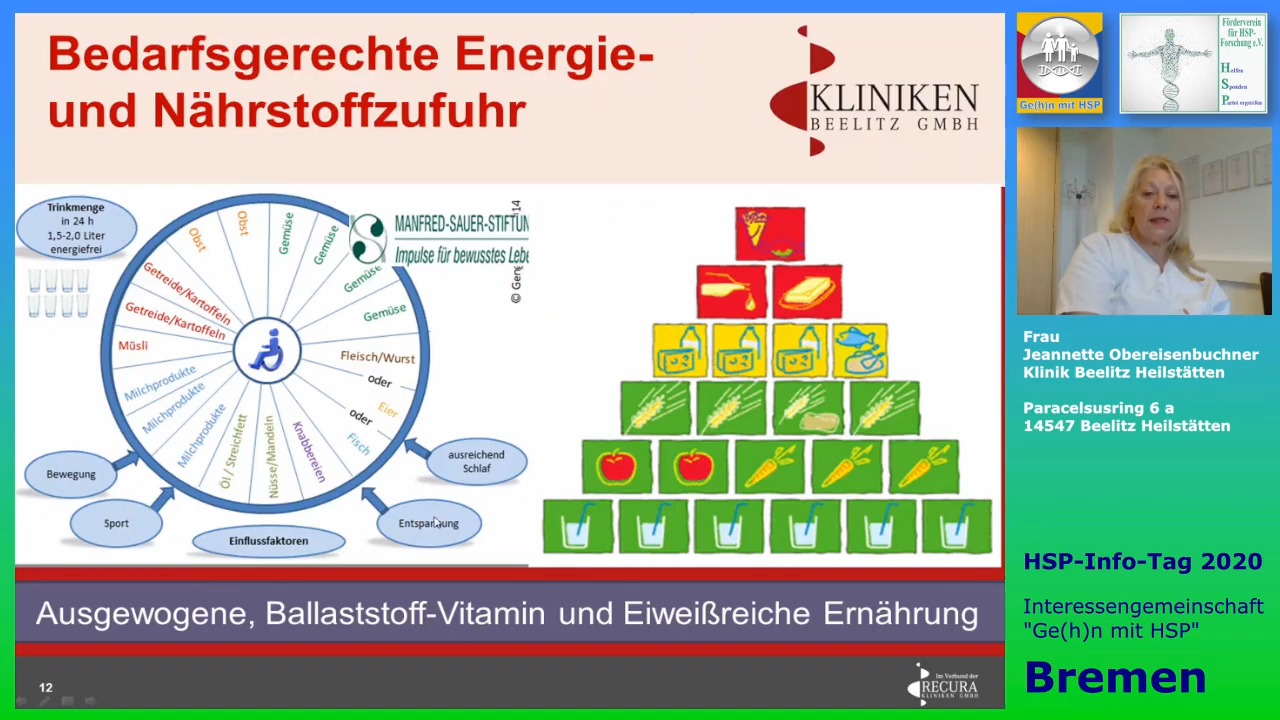 Bedarfsgerechte Energie-
und Nährstoffzufuhr
KLINIKEN
BEELITZ GMBH
Trinkmenge
in 24 h
1,5-2,0 Liter
energiefrei
Obst
Obst
Gemüse
Gemüse
Gemüse
Gemüse
Fleisch/Wurst
oder
Eier
oder
Fisch
Knabbereien
Nüsse/Mandeln
Öl / Streichfett
Milchprodukte
Milchprodukte
Milchprodukte
Müsli
Getreide/Kartoffeln
Getreide/Kartoffeln
MANFRED-SAUER-STIFTUN
Impulse für bewusstes Lebe
Bewegung
Sport
Einflussfaktoren
Entspannung
ausreichend
Schlaf
Ausgewogene, Ballaststoff-Vitamin und Eiweißreiche Ernährung
12
Im Verbund der
RECURA
KLINIKEN GMBH
Ge(h)n mit HSP
Förderverein
für HSP-
Forschung e.V.
Helfen
Spenden
Partei ergreifen
Frau
Jeannette Obereisenbuchner
Klinik Beelitz Heilstätten
Paracelsusring 6 a
14547 Beelitz Heilstätten
HSP-Info-Tag 2020
Interessengemeinschaft
"Ge(h)n mit HSP"
Bremen